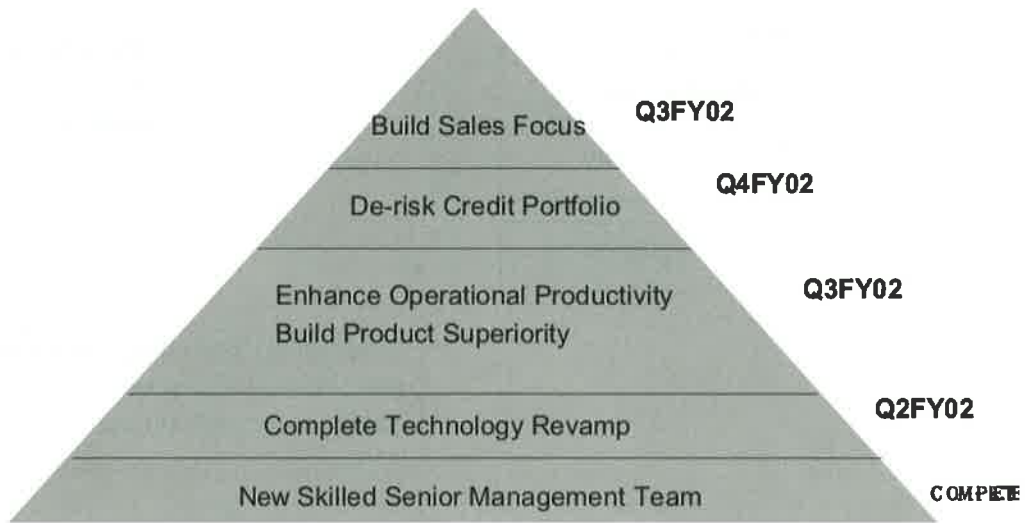 Build Sales Focus Q3FY02
De-risk Credit Portfolio Q4FY02
Enhance Operational Productivity Q3FY02
Build Product Superiority
Complete Technology Revamp Q2FY02
New Skilled Senior Management Team